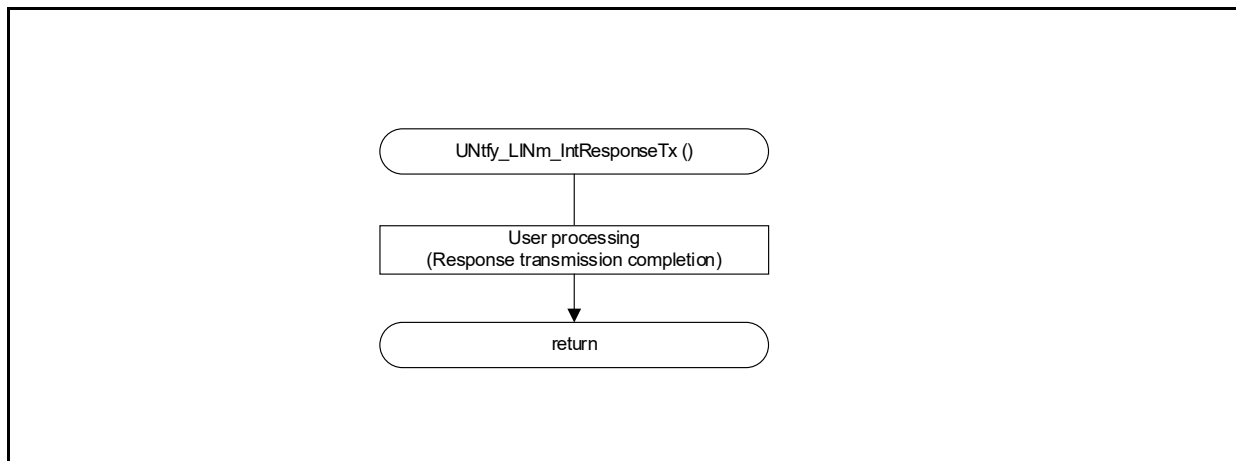 UNtfy_LINm_IntResponseTx ()
User processing
(Response transmission completion)
return